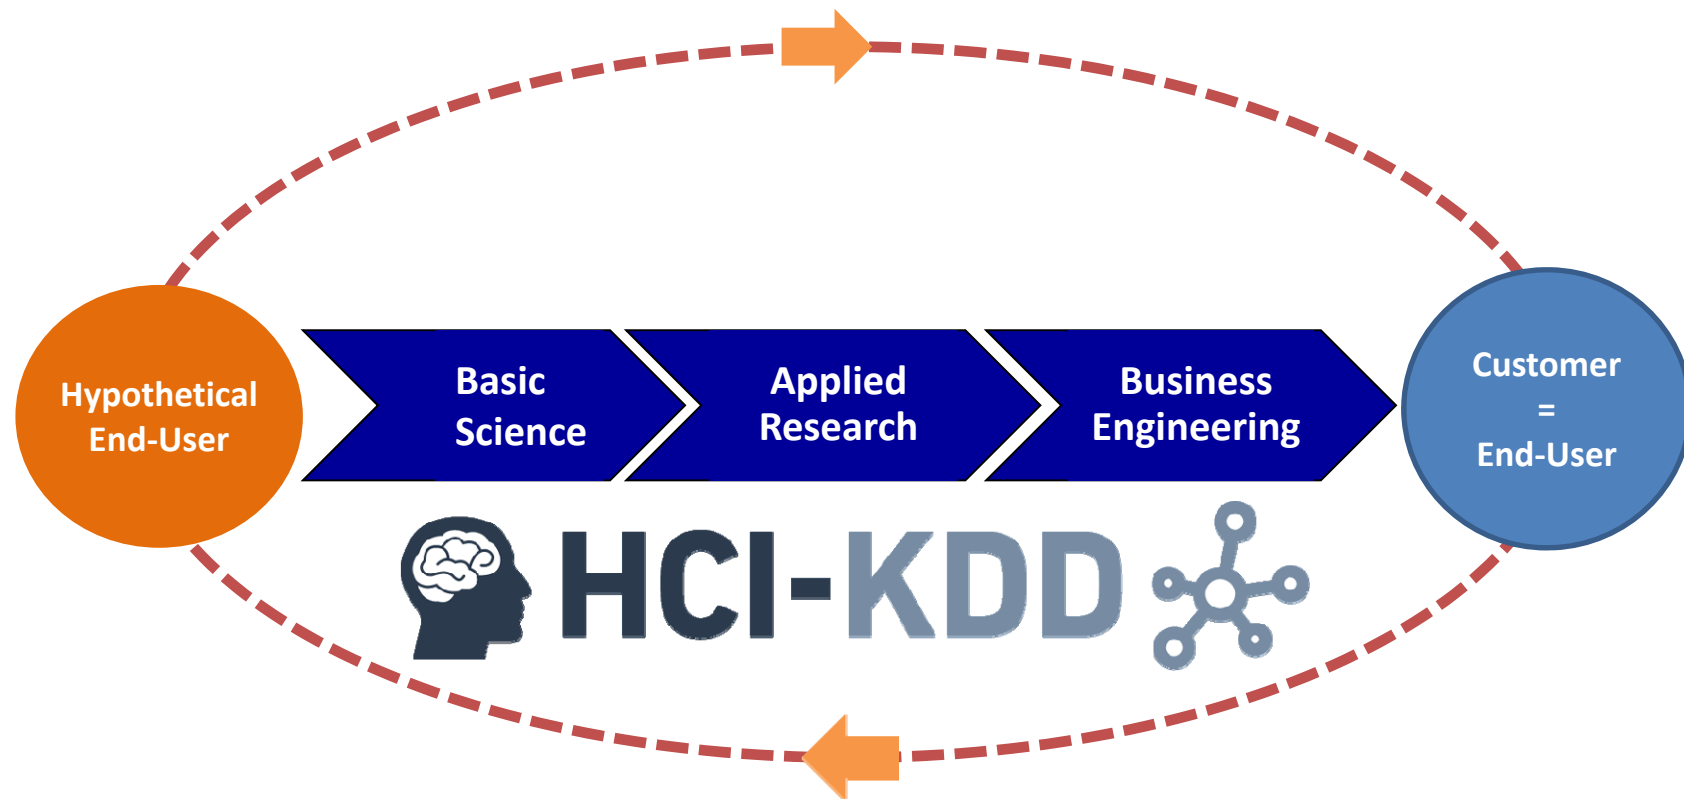 Hypothetical
End-User
Basic
Science
Applied
Research
Business
Engineering
Customer
=
End-User
HCI-KDD